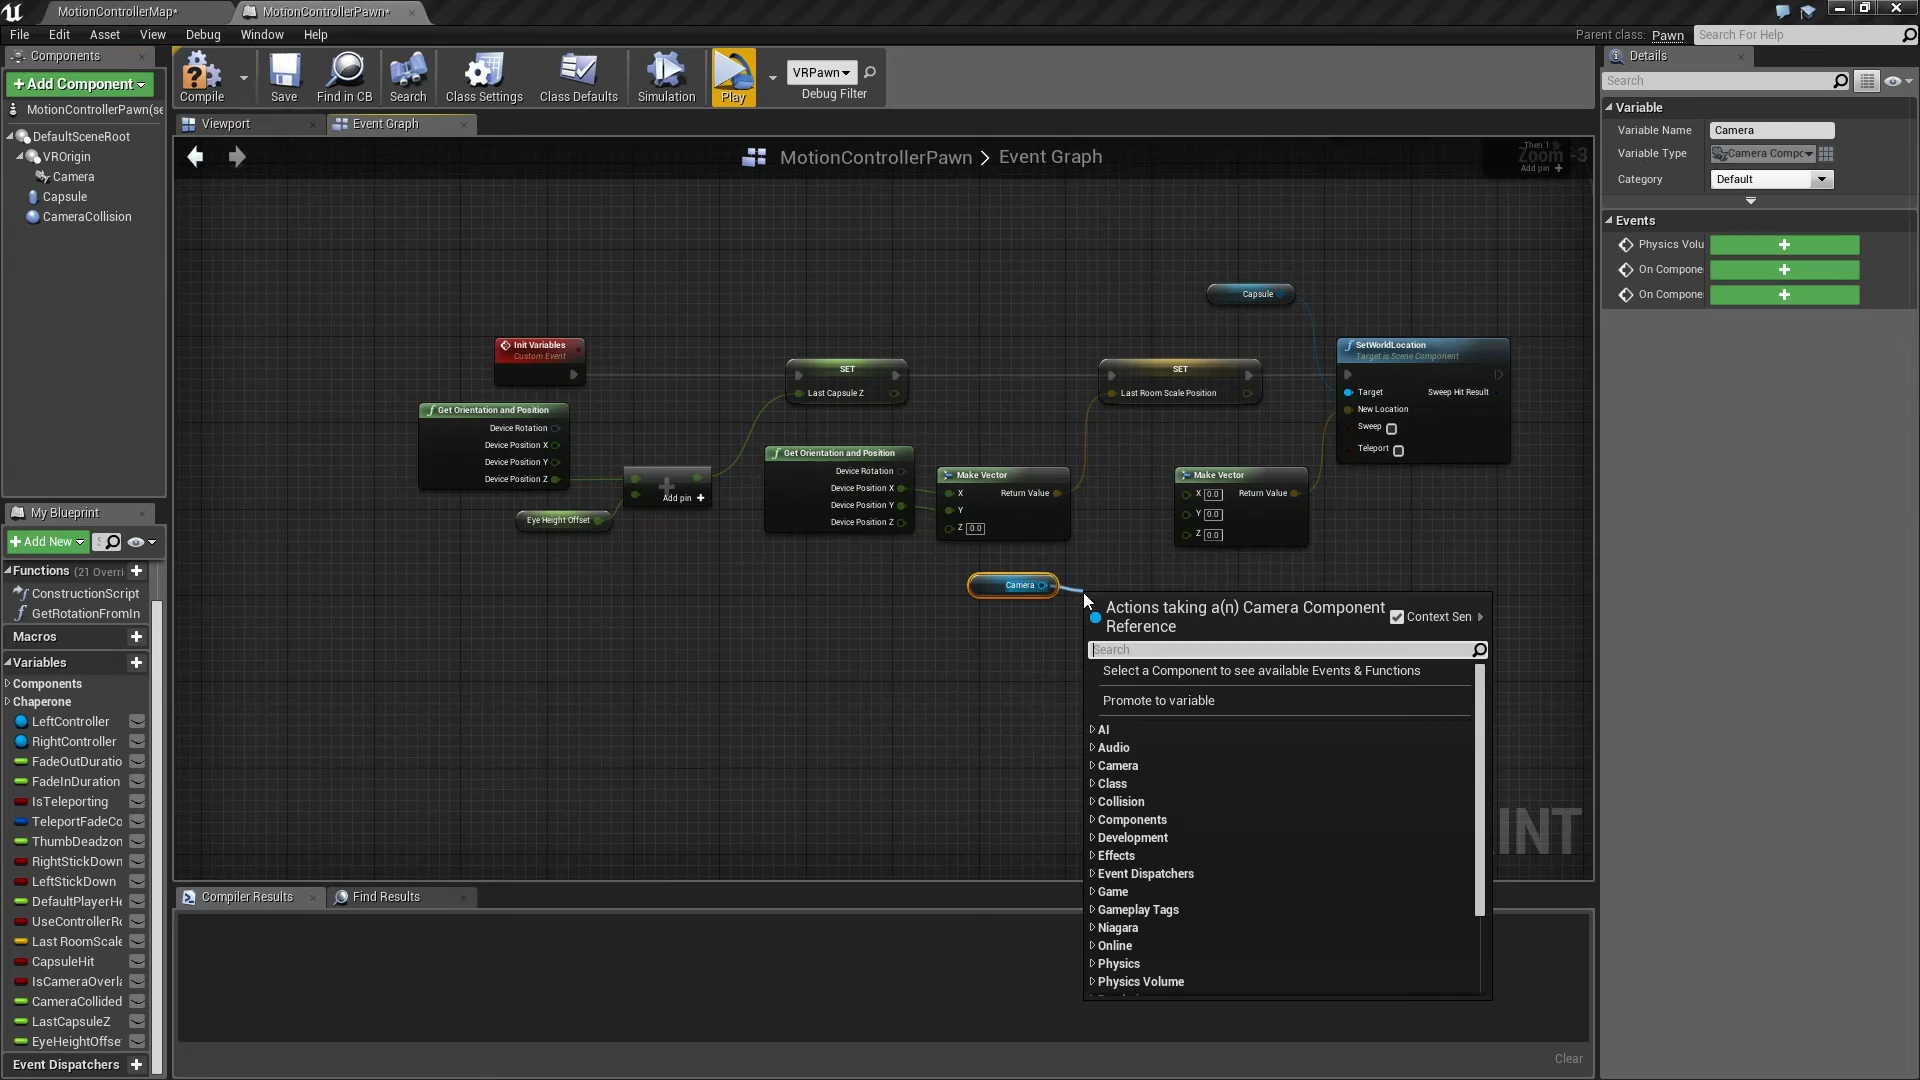 MotionControllerMap*
MotionControllerPawn*
File
Edit
Asset
View
Debug
Window
Help
Parent class:
Pawn
Search For Help
Components
+Add Component
MotionControllerPawn(se
DefaultSceneRoot
VROrigin
Camera
Capsule
CameraCollision
Compile
Save
Find in CB
Search
Class Settings
Class Defaults
Simulation
Play
VRPawn
Debug Filter
Viewport
Event Graph
MotionControllerPawn > Event Graph
Then 1
Zoom -3
Add pin +
Capsule
Init Variables
Custom Event
SET
Last Capsule Z
SET
Last Room Scale Position
SetWorldLocation
Target is Scene Component
Target
Sweep Hit Result
New Location
Sweep
Teleport
f Get Orientation and Position
Device Rotation
Device Position X
Device Position Y
Device Position Z
Add pin +
Eye Height Offset
f Get Orientation and Position
Device Rotation
Device Position X
Device Position Y
Device Position Z
Make Vector
X
Return Value
Y
Z 0.0
Make Vector
X 0.0
Return Value
Y 0.0
Z 0.0
Camera
Actions taking a(n) Camera Component
Reference
Context Sen
Search
Select a Component to see available Events & Functions
Promote to variable
AI
Audio
Camera
Class
Collision
Components
Development
Effects
Event Dispatchers
Game
Gameplay Tags
Niagara
Online
Physics
Physics Volume
INT
My Blueprint
+Add New
Functions (21 Overri
ConstructionScript
GetRotationFromIn
Macros
Variables
Components
Chaperone
LeftController
RightController
FadeOutDuratio
FadeInDuration
IsTeleporting
TeleportFadeCo
ThumbDeadzon
RightStickDown
LeftStickDown
DefaultPlayerHe
UseControllerRo
Last RoomScale
CapsuleHit
IsCameraOverla
CameraCollided
LastCapsuleZ
EyeHeightOffse
Event Dispatchers
Compiler Results
Find Results
Clear
Details
Search
Variable
Variable Name
Camera
Variable Type
Camera Compc
Category
Default
Events
Physics Volu
On Compone
On Compone